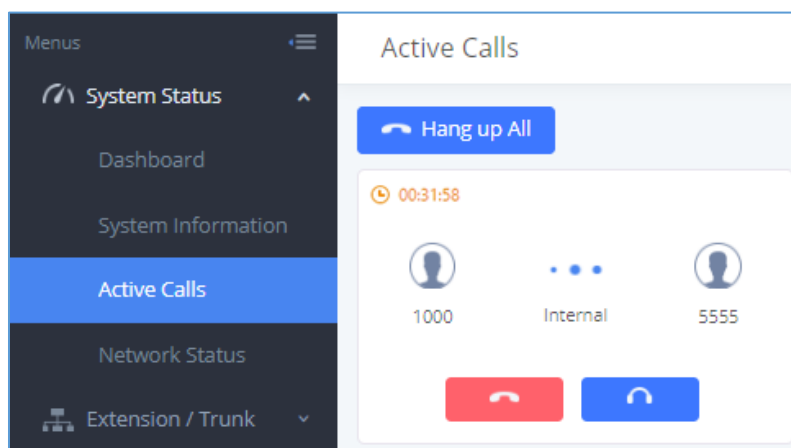 Menus
System Status
Dashboard
System Information
Active Calls
Network Status
Extension / Trunk
Active Calls
Hang up All
00:31:58
1000
Internal
5555